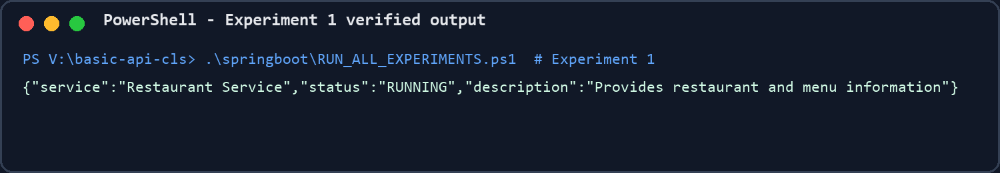 PowerShell - Experiment 1 verified output
PS V:\basic-api-cls> .\springboot\RUN_ALL_EXPERIMENTS.ps1  # Experiment 1
{"service":"Restaurant Service","status":"RUNNING","description":"Provides restaurant and menu information"}